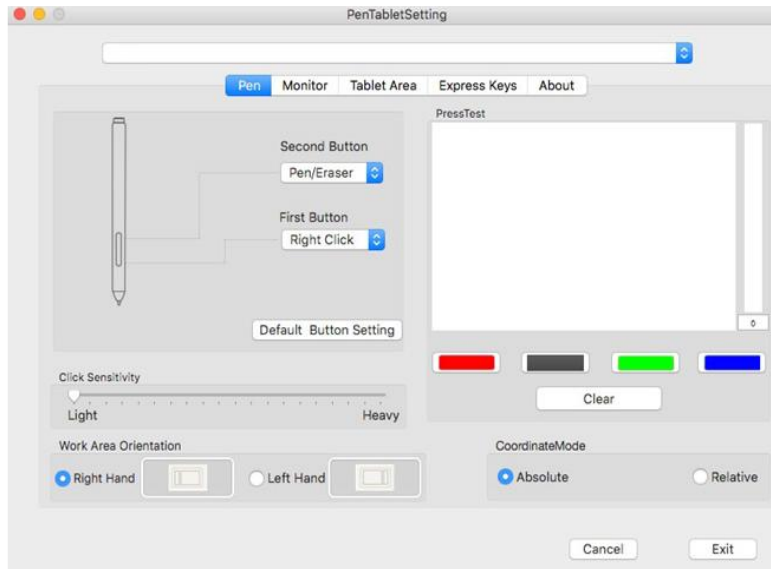 PenTabletSetting
Pen Monitor Tablet Area Express Keys About
PressTest
Second Button
Pen/Eraser
First Button
Right Click
Default Button Setting
0
Clear
Click Sensitivity
Light Heavy
Work Area Orientation
Right Hand Left Hand
CoordinateMode
Absolute Relative
Cancel Exit